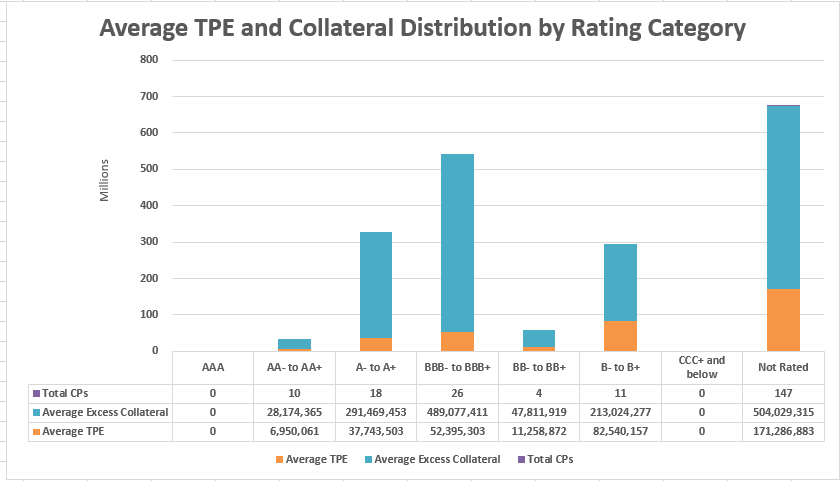 Average TPE and Collateral Distribution by Rating Category
800
700
600
500
400
300
200
100
0
Millions
AAA AA- to AA+ A- to A+ BBB- to BBB+ BB- to BB+ B- to B+ CCC+ and below Not Rated
Total CPs 0 10 18 26 4 11 0 147
Average Excess Collateral 0 28,174,365 291,469,453 489,077,411 47,811,919 213,024,277 0 504,029,315
Average TPE 0 6,950,061 37,743,503 52,395,303 11,258,872 82,540,157 0 171,286,883
Average TPE Average Excess Collateral Total CPs